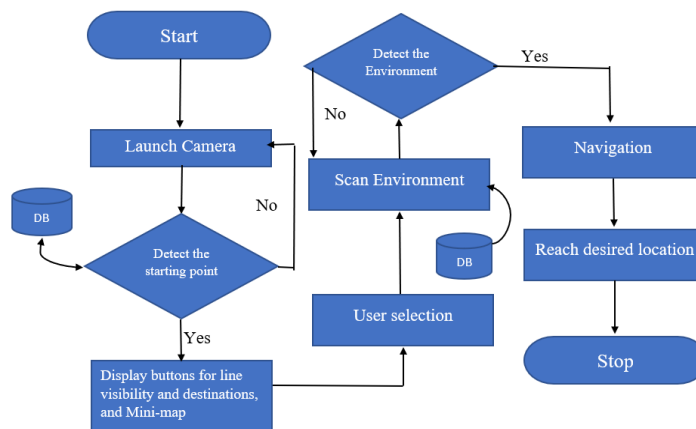 Start
Launch Camera
No
DB
Detect the
starting point
Yes
Display buttons for line
visibility and destinations,
and Mini-map
User selection
DB
Scan Environment
No
Detect the
Environment
Yes
Navigation
Reach desired location
Stop